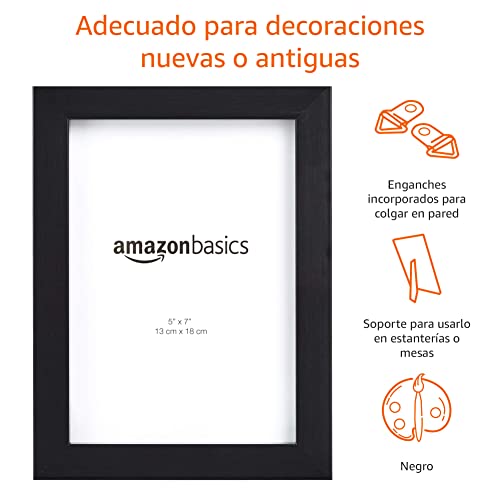 Adecuado para decoraciones
nuevas o antiguas
amazonbasics
5" x 7"
13 cm x 18 cm
Enganches
incorporados para
colgar en pared
Soporte para usarlo
en estanterías o
mesas
Negro